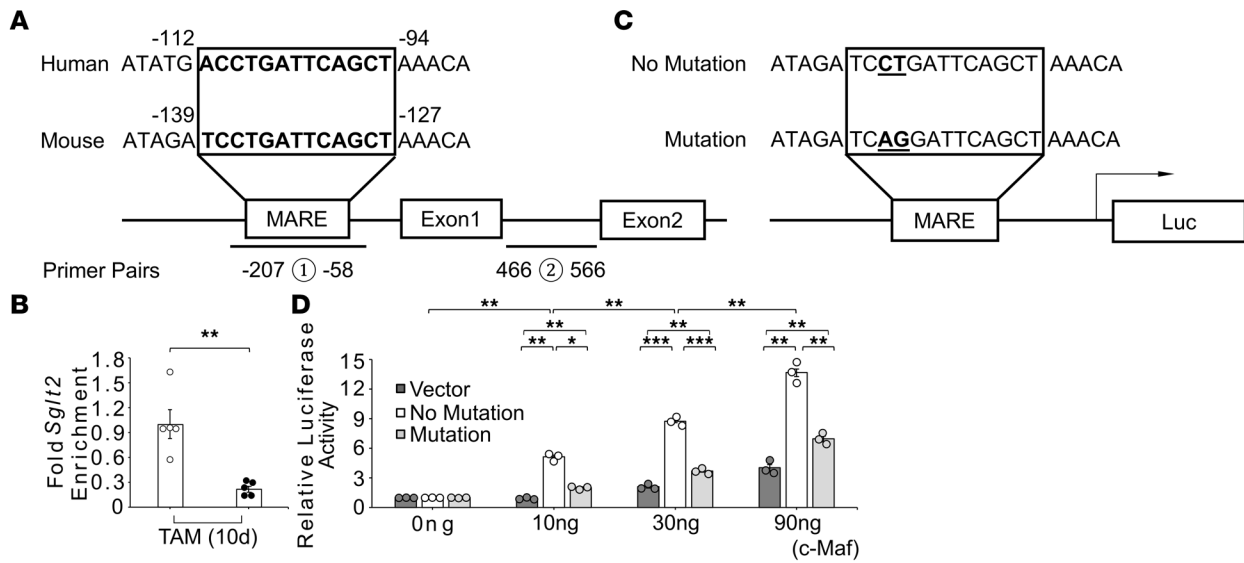 A
-112 -94
Human ATATG ACCTGATTCAGCT AAACA
-139 -127
Mouse ATAGA TCCTGATTCAGCT AAACA
MARE Exon1 Exon2
Primer Pairs -207 ① -58 466 ② 566
C
No Mutation ATAGA TCCTGATTCAGCT AAACA
Mutation ATAGA TCAGGATTCAGCT AAACA
MARE Luc
B
**
Fold Sglt2
Enrichment
1.8
1.5
1.2
0.9
0.6
0.3
0
TAM (10d)
D
** ** **
** ** **
** * *** *** ** **
Relative Luciferase
Activity
15
12
9
6
3
0
Vector
No Mutation
Mutation
0ng 10ng 30ng 90ng
(c-Maf)